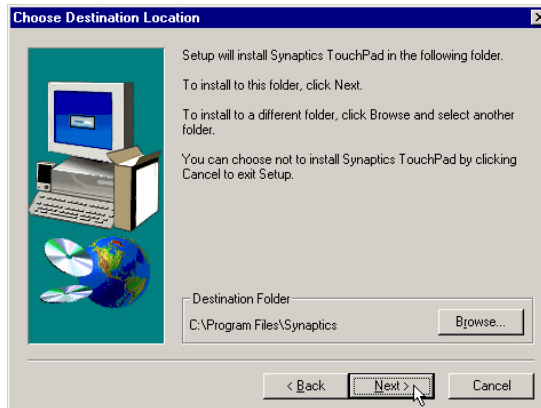 Choose Destination Location
Setup will install Synaptics TouchPad in the following folder.
To install to this folder, click Next.
To install to a different folder, click Browse and select another
folder.
You can choose not to install Synaptics TouchPad by clicking
Cancel to exit Setup.
Destination Folder
C:\Program Files\Synaptics
Browse...
< Back
Next >
Cancel